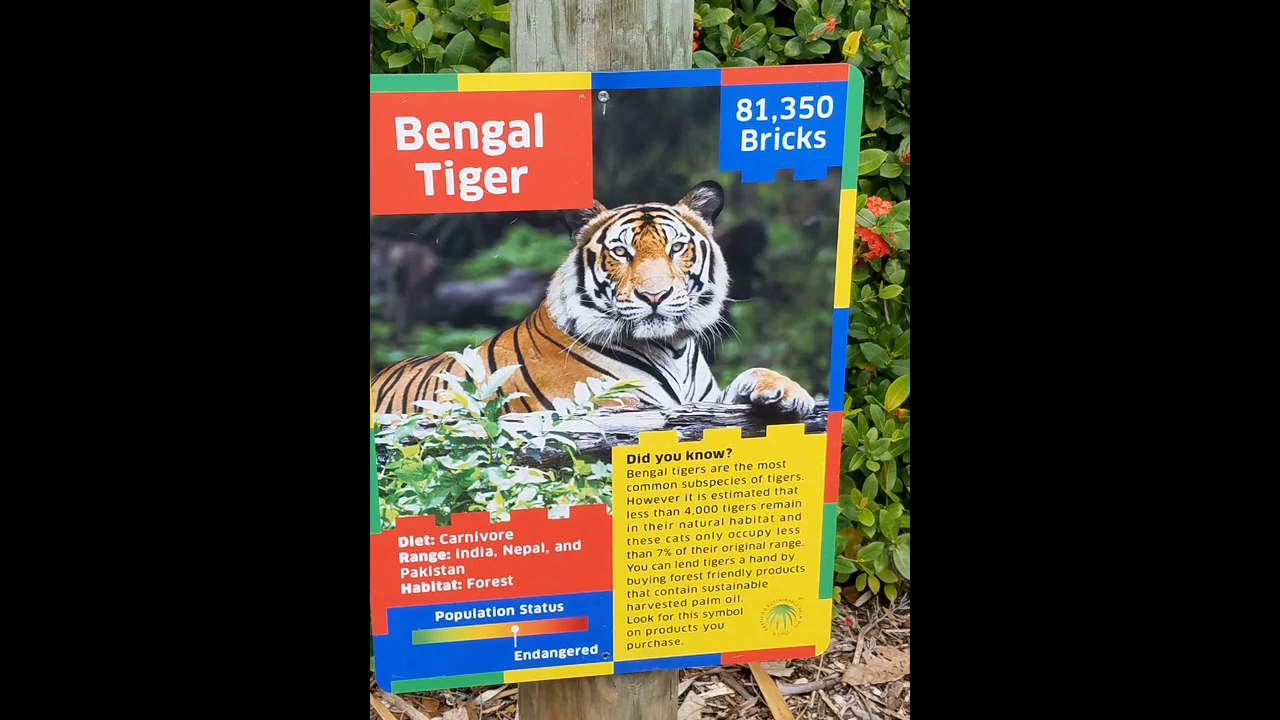 Bengal
Tiger
81,350
Bricks
Did you know?
Bengal tigers are the most
common subspecies of tigers.
However it is estimated that
less than 4,000 tigers remain
in their natural habitat and
these cats only occupy less
than 7% of their original range.
You can lend tigers a hand by
buying forest friendly products
that contain sustainable
harvested palm oil.
Look for this symbol
on products you
purchase.
Diet: Carnivore
Range: India, Nepal, and
Pakistan
Habitat: Forest
Population Status
Endangered